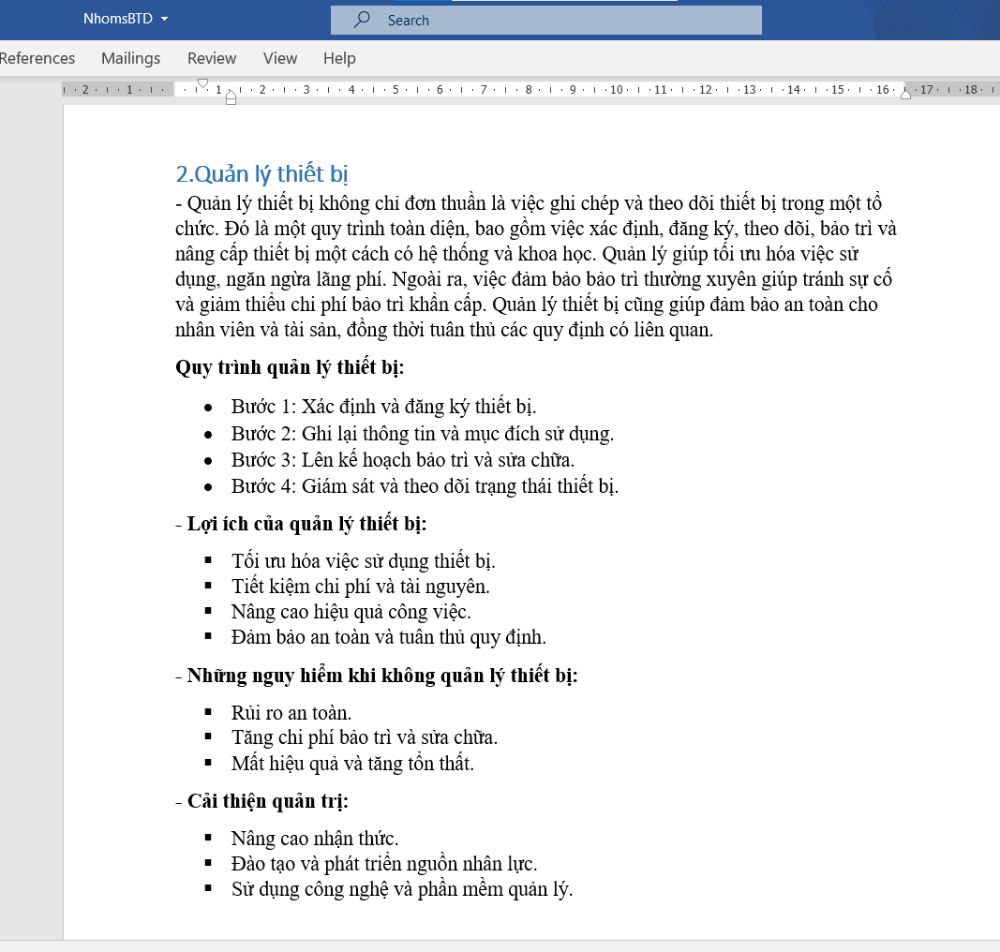 NhomsBTD
Search
References Mailings Review View Help
2 1 1 2 3 4 5 6 7 8 9 10 11 12 13 14 15 16 17 18
2.Quản lý thiết bị
- Quản lý thiết bị không chỉ đơn thuần là việc ghi chép và theo dõi thiết bị trong một tổ
chức. Đó là một quy trình toàn diện, bao gồm việc xác định, đăng ký, theo dõi, bảo trì và
nâng cấp thiết bị một cách có hệ thống và khoa học. Quản lý giúp tối ưu hóa việc sử
dụng, ngăn ngừa lãng phí. Ngoài ra, việc đảm bảo bảo trì thường xuyên giúp tránh sự cố
và giảm thiểu chi phí bảo trì khẩn cấp. Quản lý thiết bị cũng giúp đảm bảo an toàn cho
nhân viên và tài sản, đồng thời tuân thủ các quy định có liên quan.
Quy trình quản lý thiết bị:
• Bước 1: Xác định và đăng ký thiết bị.
• Bước 2: Ghi lại thông tin và mục đích sử dụng.
• Bước 3: Lên kế hoạch bảo trì và sửa chữa.
• Bước 4: Giám sát và theo dõi trạng thái thiết bị.
- Lợi ích của quản lý thiết bị:
▪ Tối ưu hóa việc sử dụng thiết bị.
▪ Tiết kiệm chi phí và tài nguyên.
▪ Nâng cao hiệu quả công việc.
▪ Đảm bảo an toàn và tuân thủ quy định.
- Những nguy hiểm khi không quản lý thiết bị:
▪ Rủi ro an toàn.
▪ Tăng chi phí bảo trì và sửa chữa.
▪ Mất hiệu quả và tăng tổn thất.
- Cải thiện quản trị:
▪ Nâng cao nhận thức.
▪ Đào tạo và phát triển nguồn nhân lực.
▪ Sử dụng công nghệ và phần mềm quản lý.